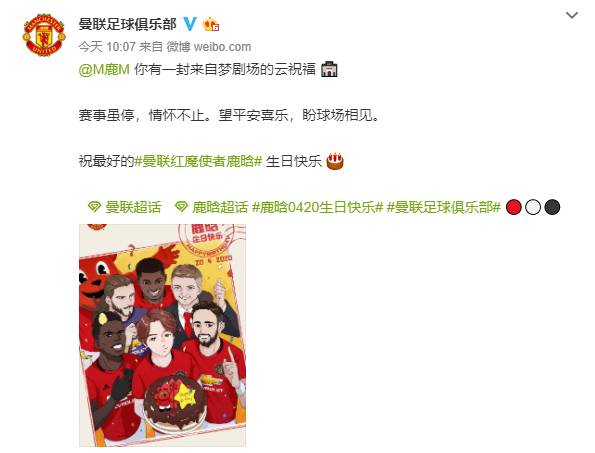 曼联足球俱乐部
今天 10:07 来自 微博 weibo.com
@M鹿M 你有一封来自梦剧场的云祝福
赛事虽停，情怀不止。望平安喜乐，盼球场相见。
祝最好的#曼联红魔使者鹿晗# 生日快乐
曼联超话 鹿晗超话 #鹿晗0420生日快乐# #曼联足球俱乐部#
鹿晗
生日快乐
HAPPY BIRTHDAY
20 4 2020
MANCHESTER
UNITED